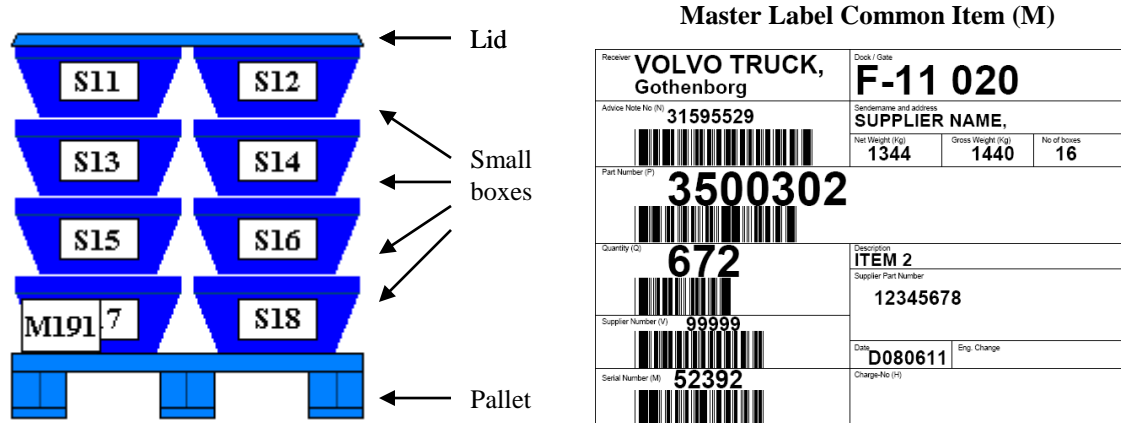 Lid
S11 S12
S13 S14
Small
boxes
S15 S16
M191 7 S18
Pallet
Master Label Common Item (M)
Receiver VOLVO TRUCK,
Gothenborg
Dock / Gate
F-11 020
Advice Note No (N) 31595529
Sendername and address
SUPPLIER NAME,
Net Weight (Kg) Gross Weight (Kg) No of boxes
1344 1440 16
Part Number (P)
3500302
Quantity (Q)
672
Description
ITEM 2
Supplier Part Number
12345678
Supplier Number (V) 99999
Date D080611 Eng. Change
Serial Number (M) 52392
Charge-No (H)